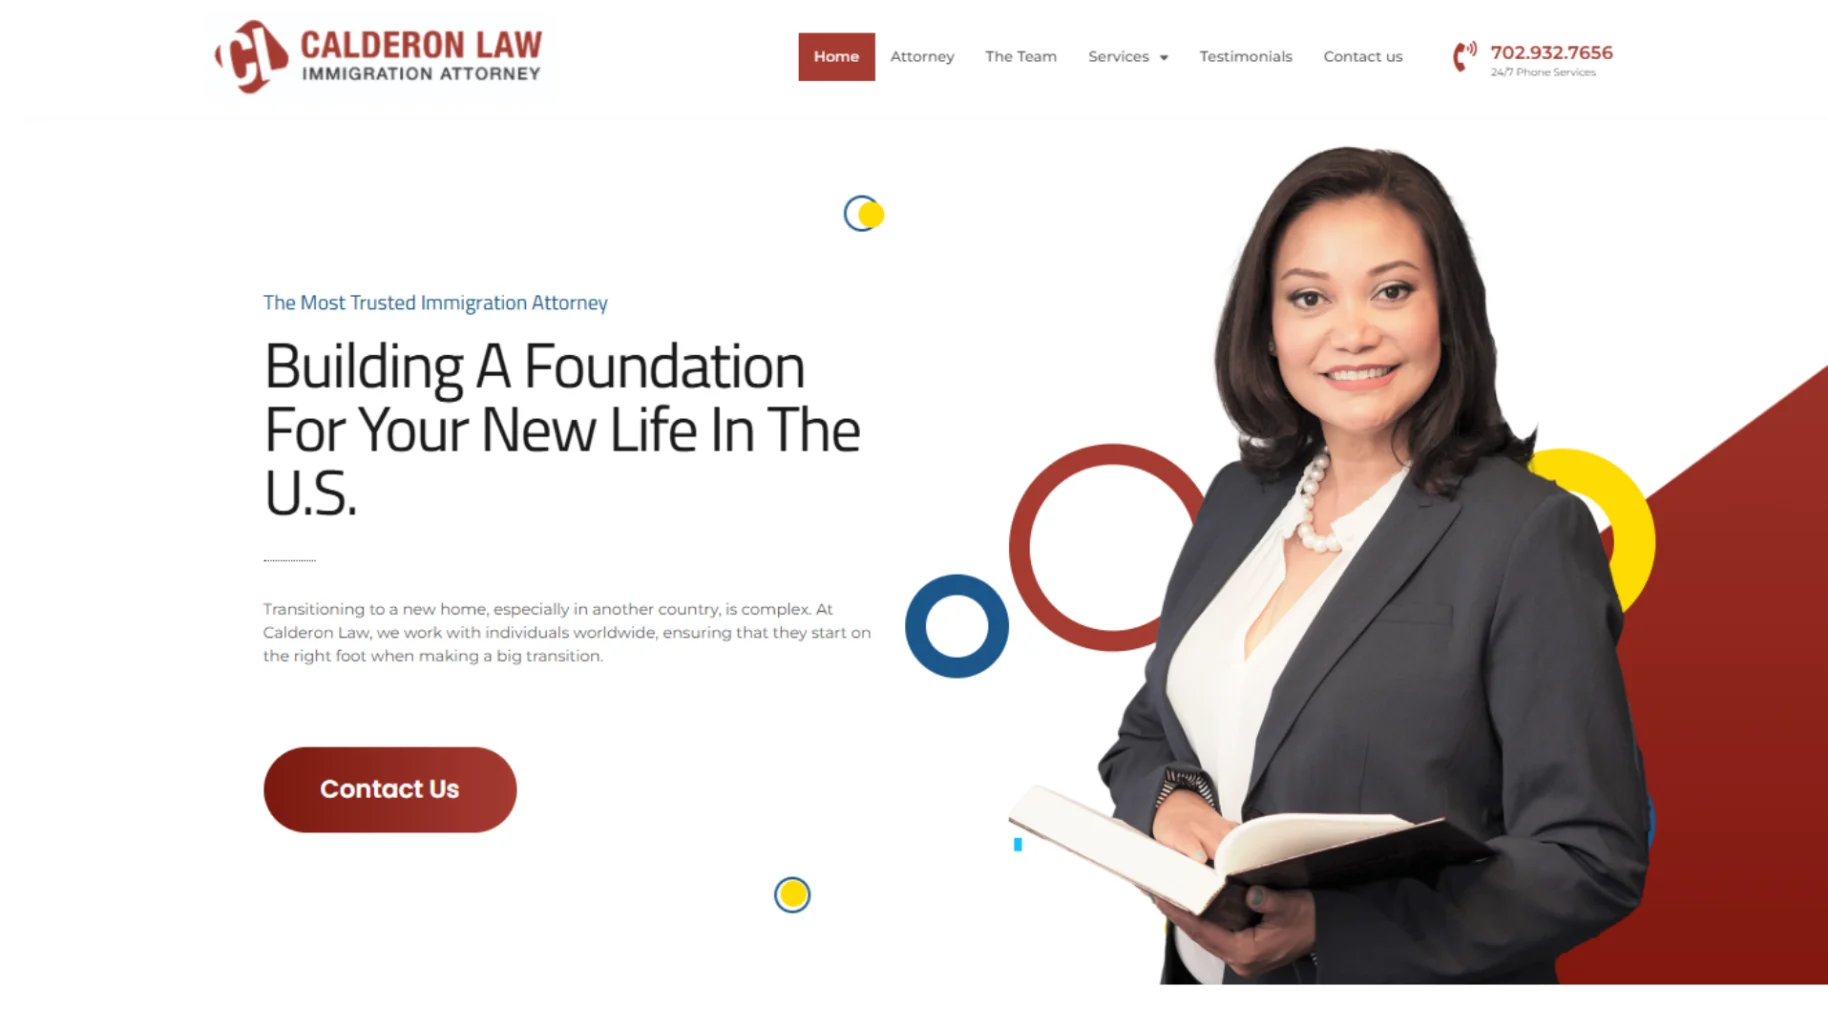 CL
CALDERON LAW
IMMIGRATION ATTORNEY
Home
Attorney
The Team
Services
Testimonials
Contact us
702.932.7656
24/7 Phone Services
The Most Trusted Immigration Attorney
Building A Foundation
For Your New Life In The
U.S.
Transitioning to a new home, especially in another country, is complex. At
Calderon Law, we work with individuals worldwide, ensuring that they start on
the right foot when making a big transition.
Contact Us